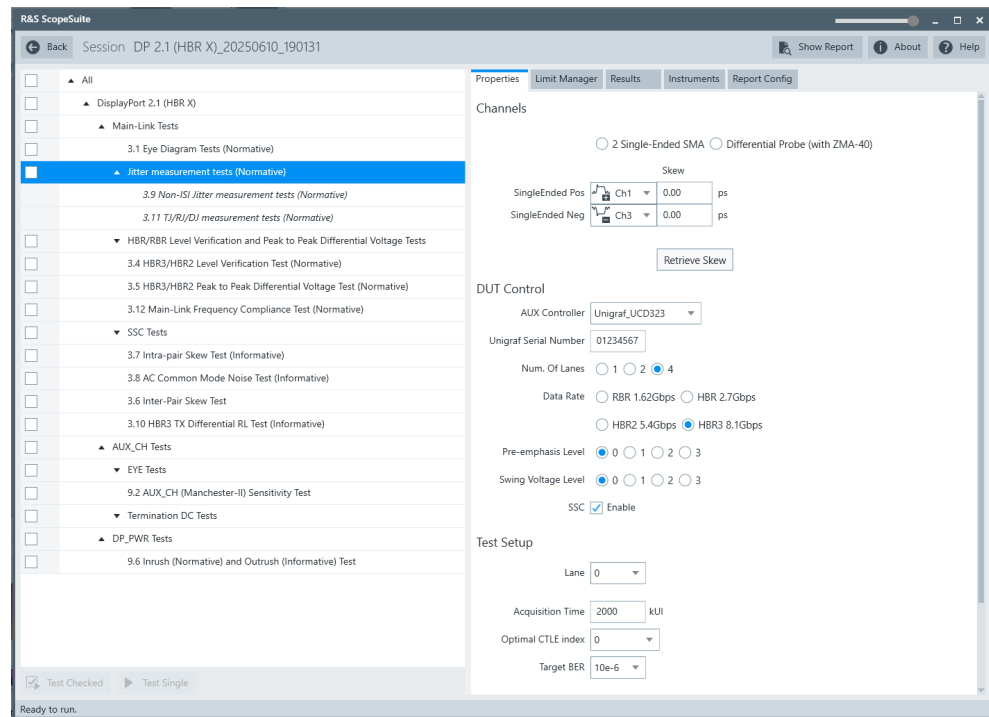 R&S ScopeSuite
Back Session DP 2.1 (HBR X)_20250610_190131 Show Report About Help
All
DisplayPort 2.1 (HBR X)
Main-Link Tests
3.1 Eye Diagram Tests (Normative)
Jitter measurement tests (Normative)
3.9 Non-ISI Jitter measurement tests (Normative)
3.11 TJ/RJ/DJ measurement tests (Normative)
HBR/RBR Level Verification and Peak to Peak Differential Voltage Tests
3.4 HBR3/HBR2 Level Verification Test (Normative)
3.5 HBR3/HBR2 Peak to Peak Differential Voltage Test (Normative)
3.12 Main-Link Frequency Compliance Test (Normative)
SSC Tests
3.7 Intra-pair Skew Test (Informative)
3.8 AC Common Mode Noise Test (Informative)
3.6 Inter-Pair Skew Test
3.10 HBR3 TX Differential RL Test (Informative)
AUX_CH Tests
EYE Tests
9.2 AUX_CH (Manchester-II) Sensitivity Test
Termination DC Tests
DP_PWR Tests
9.6 Inrush (Normative) and Outrush (Informative) Test
Test Checked Test Single
Properties Limit Manager Results Instruments Report Config
Channels
2 Single-Ended SMA Differential Probe (with ZMA-40)
Skew
SingleEnded Pos Ch1 0.00 ps
SingleEnded Neg Ch3 0.00 ps
Retrieve Skew
DUT Control
AUX Controller Unigraf_UCD323
Unigraf Serial Number 01234567
Num. Of Lanes 1 2 4
Data Rate RBR 1.62Gbps HBR 2.7Gbps
HBR2 5.4Gbps HBR3 8.1Gbps
Pre-emphasis Level 0 1 2 3
Swing Voltage Level 0 1 2 3
SSC Enable
Test Setup
Lane 0
Acquisition Time 2000 kUI
Optimal CTLE index 0
Target BER 10e-6
Ready to run.